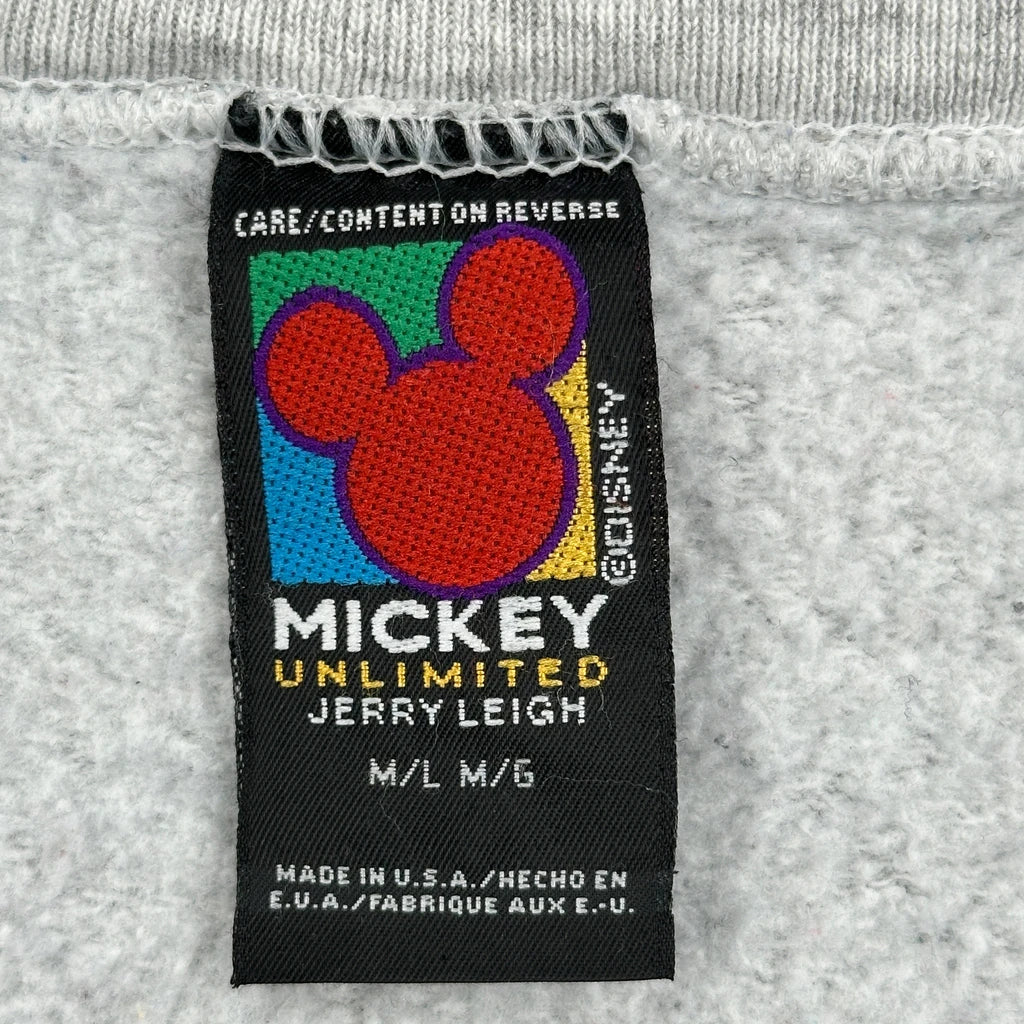 CARE/CONTENT ON REVERSE
©DISNEY
MICKEY
UNLIMITED
JERRY LEIGH
M/L M/G
MADE IN U.S.A./HECHO EN
E.U.A./FABRIQUE AUX E.-U.